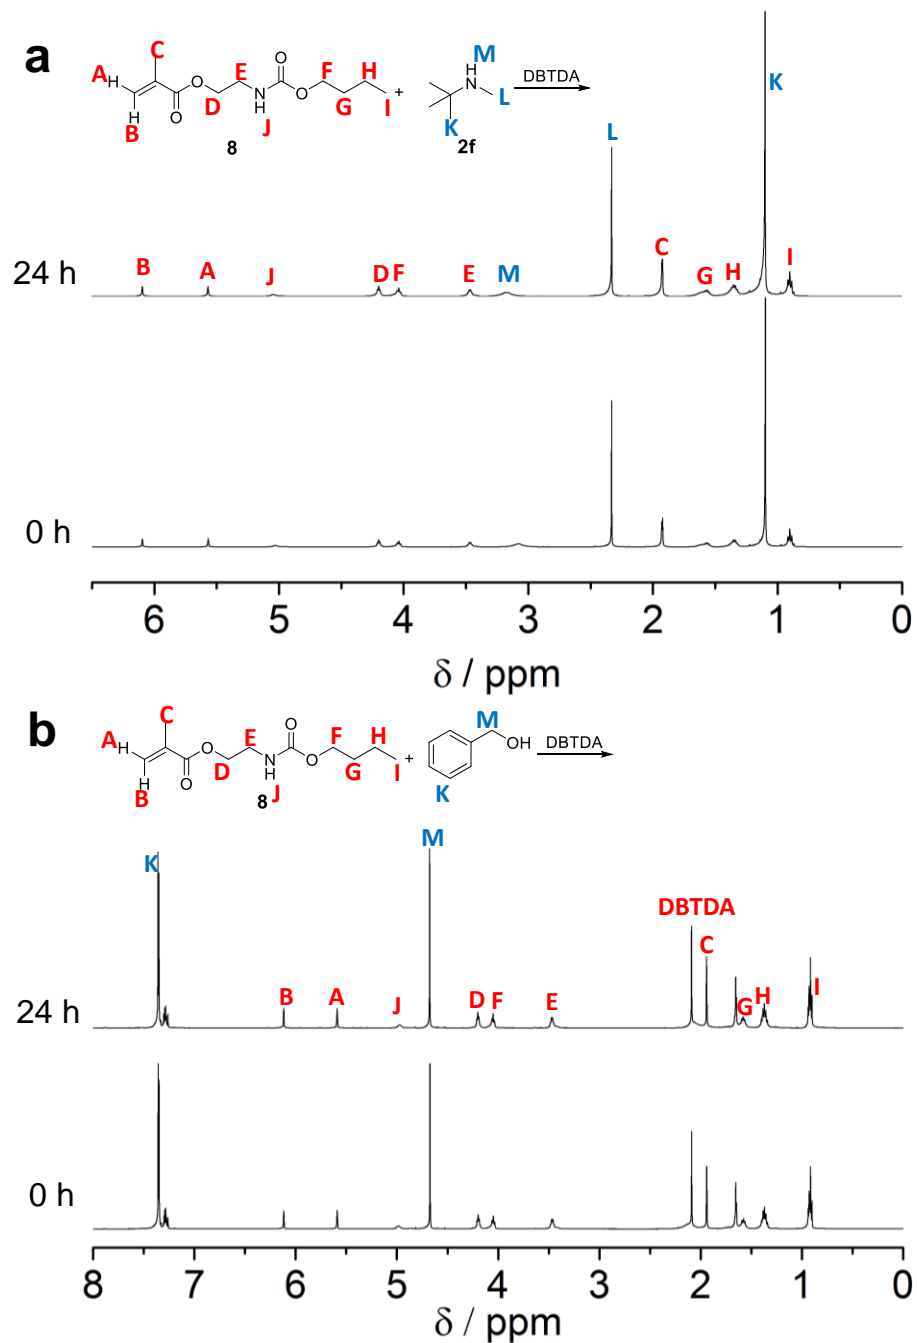 a
A H
C
B H
O
O
D
E
N H
J
O
O
F
G
H
I
8
+
M
H
N
L
K
2f
DBTDA
K
L
24 h
B A J D F E M C G H I
0 h
6 5 4 3 2 1 0
δ / ppm
b
A H
C
B H
O
O
D
E
N H
J
O
O
F
G
H
I
8
+
M
OH
K
DBTDA
K
M
DBTDA
C
24 h
B A J D F E G H I
0 h
8 7 6 5 4 3 2 1 0
δ / ppm